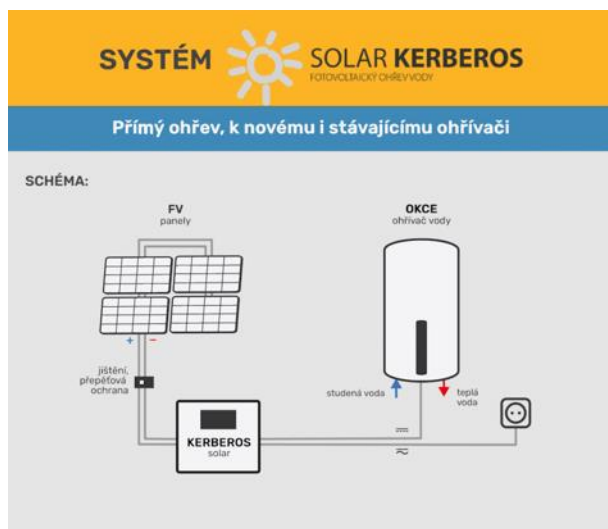 SYSTÉM SOLAR KERBEROS
FOTOVOLTAICKÝ OHŘEV VODY
Přímý ohřev, k novému i stávajícímu ohřívači
SCHÉMA:
FV
panely
OKCE
ohřívač vody
+ −
jištění,
přepěťová
ochrana
studená voda
teplá
voda
KERBEROS
solar